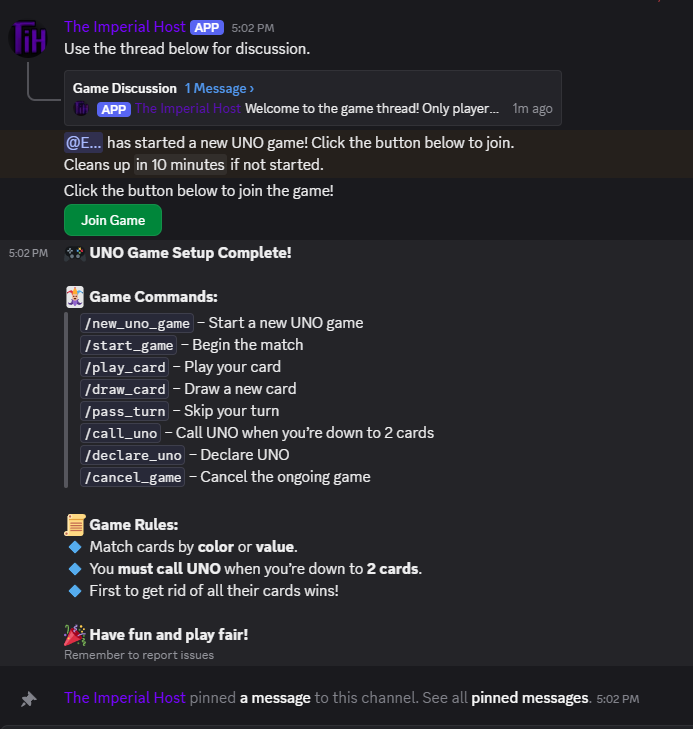 The Imperial Host APP 5:02 PM
Use the thread below for discussion.
Game Discussion 1 Message ›
TIH APP The Imperial Host Welcome to the game thread! Only player... 1m ago
@E... has started a new UNO game! Click the button below to join.
Cleans up in 10 minutes if not started.
Click the button below to join the game!
Join Game
5:02 PM UNO Game Setup Complete!
Game Commands:
/new_uno_game – Start a new UNO game
/start_game – Begin the match
/play_card – Play your card
/draw_card – Draw a new card
/pass_turn – Skip your turn
/call_uno – Call UNO when you’re down to 2 cards
/declare_uno – Declare UNO
/cancel_game – Cancel the ongoing game
Game Rules:
Match cards by color or value.
You must call UNO when you’re down to 2 cards.
First to get rid of all their cards wins!
Have fun and play fair!
Remember to report issues
The Imperial Host pinned a message to this channel. See all pinned messages. 5:02 PM